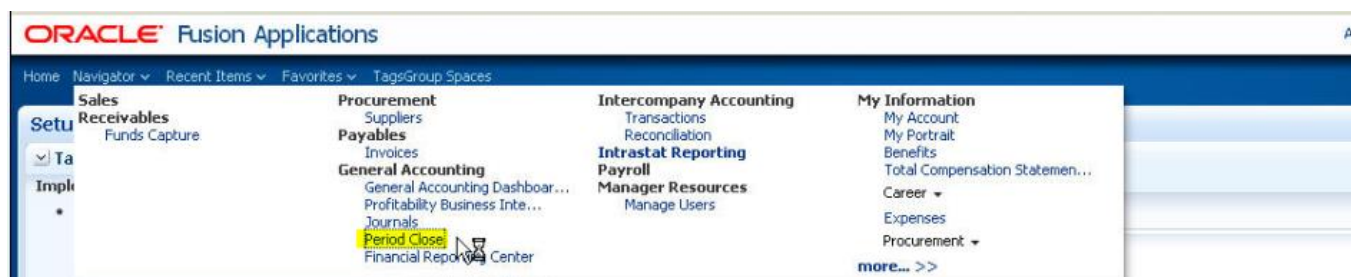 ORACLE Fusion Applications
A
Home Navigator Recent Items Favorites TagsGroup Spaces
Sales
Receivables
Funds Capture
Procurement
Suppliers
Payables
Invoices
General Accounting
General Accounting Dashboar...
Profitability Business Inte...
Journals
Period Close
Financial Reporting Center
Intercompany Accounting
Transactions
Reconciliation
Intrastat Reporting
Payroll
Manager Resources
Manage Users
My Information
My Account
My Portrait
Benefits
Total Compensation Statemen...
Career
Expenses
Procurement
more... >>
Setu
Ta
Imple